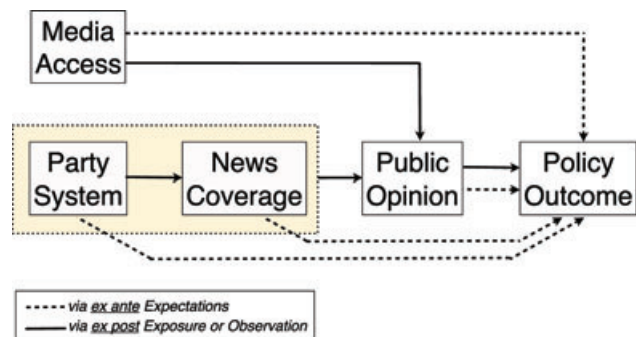 Media
Access
Party
System
News
Coverage
Public
Opinion
Policy
Outcome
via ex ante Expectations
via ex post Exposure or Observation